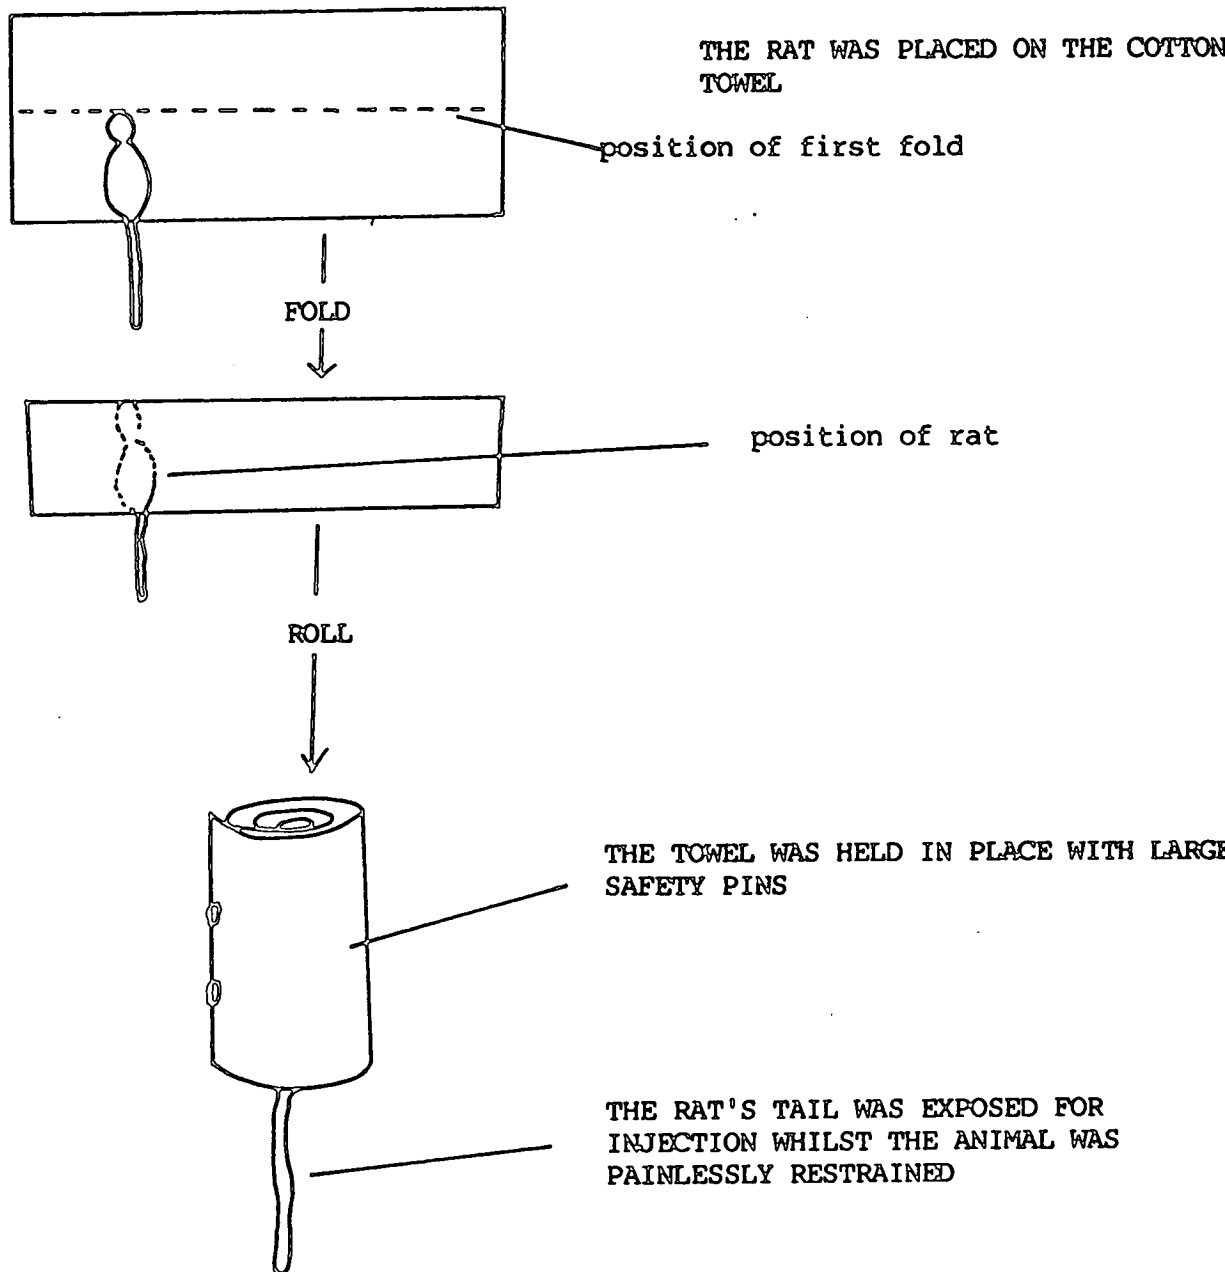 THE RAT WAS PLACED ON THE COTTON
TOWEL
position of first fold
FOLD
position of rat
ROLL
THE TOWEL WAS HELD IN PLACE WITH LARGE
SAFETY PINS
THE RAT'S TAIL WAS EXPOSED FOR
INJECTION WHILST THE ANIMAL WAS
PAINLESSLY RESTRAINED